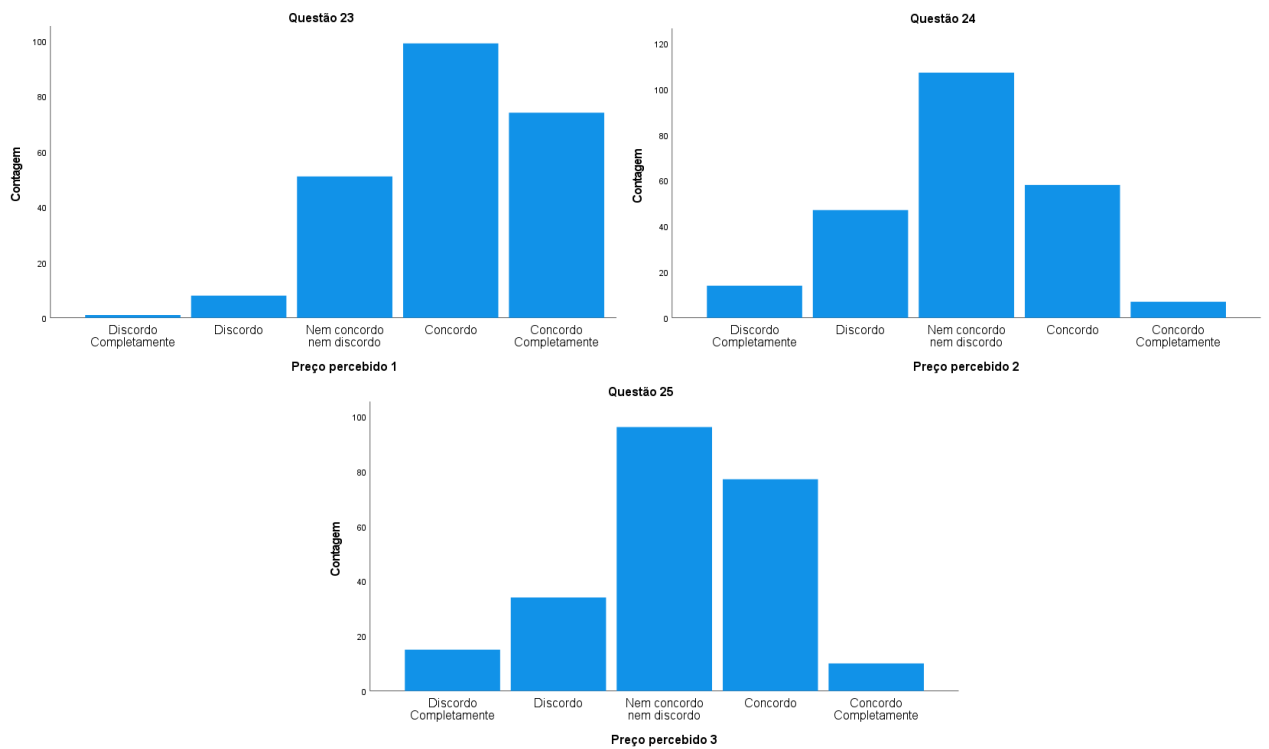 Questão 23
100
80
60
40
20
0
Contagem
Discordo
Completamente
Discordo
Nem concordo
nem discordo
Concordo
Concordo
Completamente
Preço percebido 1
Questão 24
120
100
80
60
40
20
0
Contagem
Discordo
Completamente
Discordo
Nem concordo
nem discordo
Concordo
Concordo
Completamente
Preço percebido 2
Questão 25
100
80
60
40
20
0
Contagem
Discordo
Completamente
Discordo
Nem concordo
nem discordo
Concordo
Concordo
Completamente
Preço percebido 3